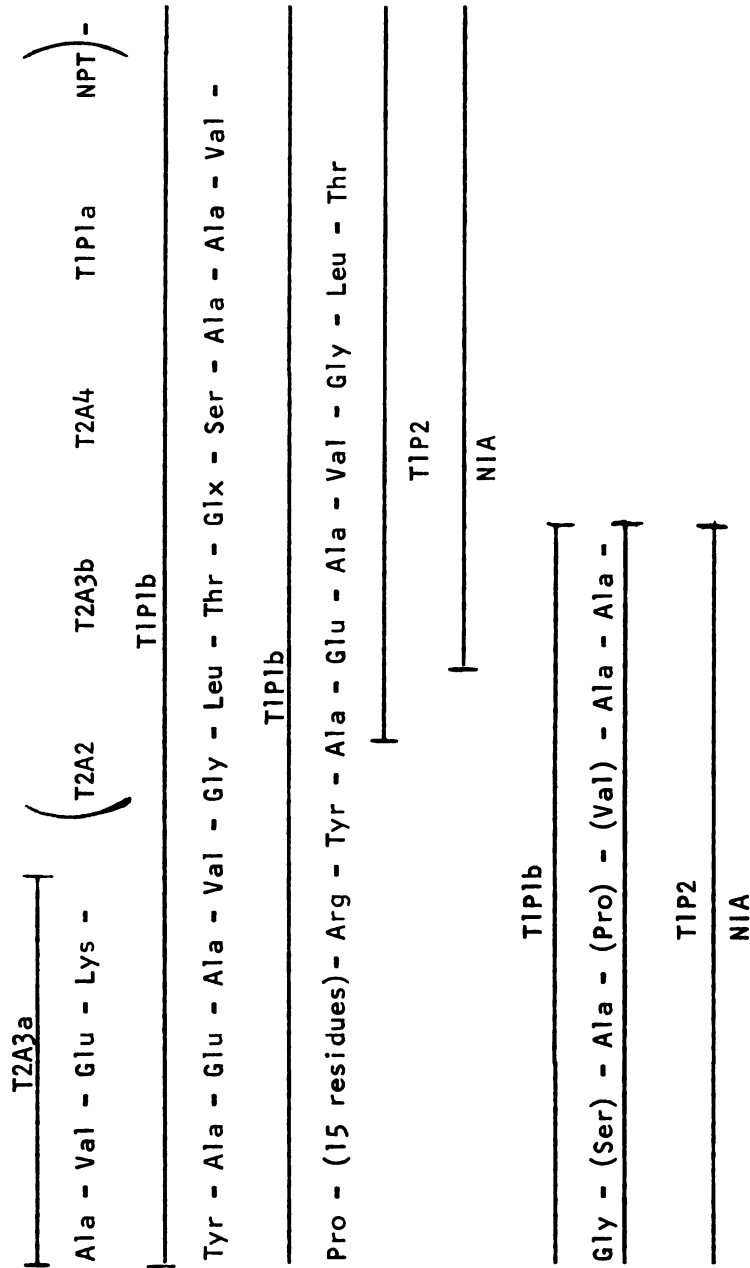 T2A3a
Ala - Val - Glu - Lys - (T2A2 T2A3b T2A4 T1P1a NPT) -
T1P1b
Tyr - Ala - Glu - Ala - Val - Gly - Leu - Thr - Glx - Ser - Ala - Ala - Val -
T1P1b
Pro - (15 residues) - Arg - Tyr - Ala - Glu - Ala - Val - Gly - Leu - Thr
T1P2
N1A
T1P1b
Gly - (Ser) - Ala - (Pro) - (Val) - Ala - Ala -
T1P2
N1A